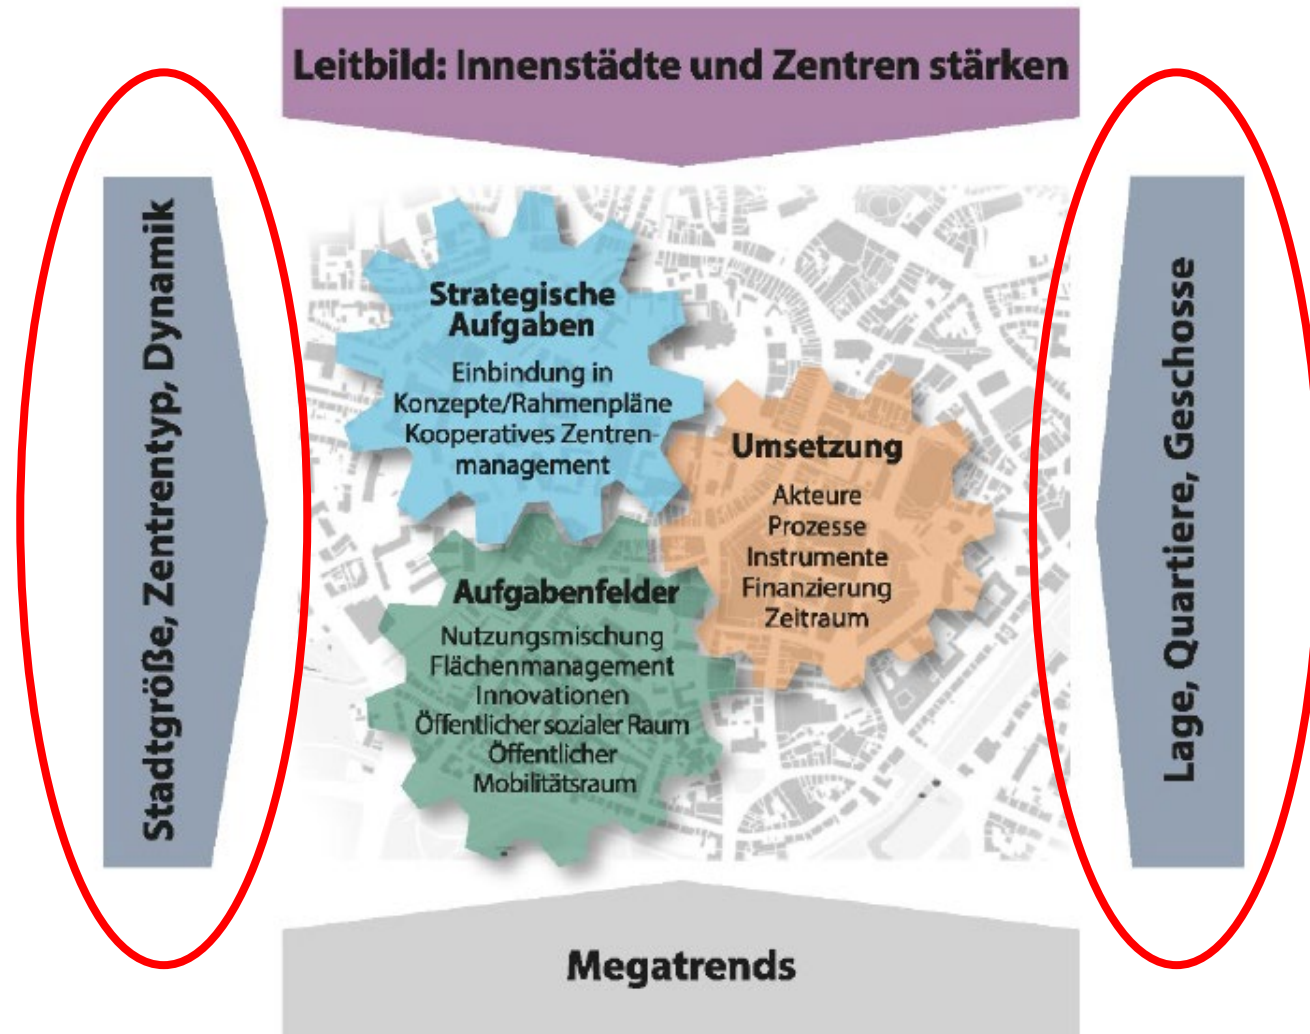 Leitbild: Innenstädte und Zentren stärken
Stadtgröße, Zentrentyp, Dynamik
Strategische
Aufgaben
Einbindung in
Konzepte/Rahmenpläne
Kooperatives Zentren-
management
Umsetzung
Akteure
Prozesse
Instrumente
Finanzierung
Zeitraum
Aufgabenfelder
Nutzungsmischung
Flächenmanagement
Innovationen
Öffentlicher sozialer Raum
Öffentlicher
Mobilitätsraum
Lage, Quartiere, Geschosse
Megatrends